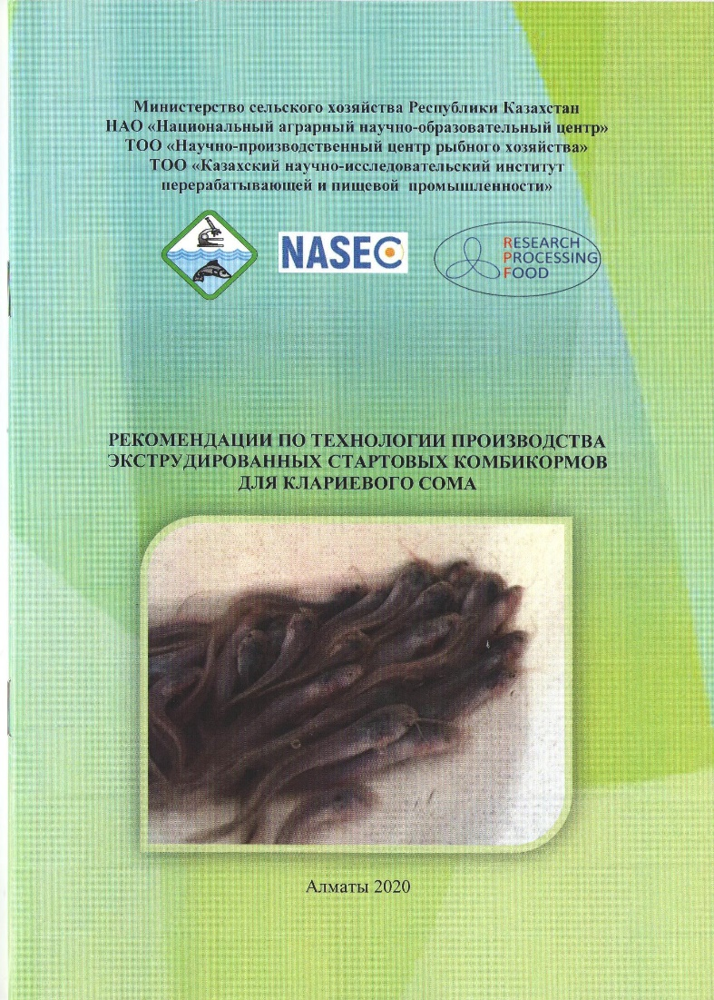 Министерство сельского хозяйства Республики Казахстан
НАО «Национальный аграрный научно-образовательный центр»
ТОО «Научно-производственный центр рыбного хозяйства»
ТОО «Казахский научно-исследовательский институт
перерабатывающей и пищевой промышленности»
NASEC
RESEARCH
PROCESSING
FOOD
РЕКОМЕНДАЦИИ ПО ТЕХНОЛОГИИ ПРОИЗВОДСТВА
ЭКСТРУДИРОВАННЫХ СТАРТОВЫХ КОМБИКОРМОВ
ДЛЯ КЛАРИЕВОГО СОМА
Алматы 2020